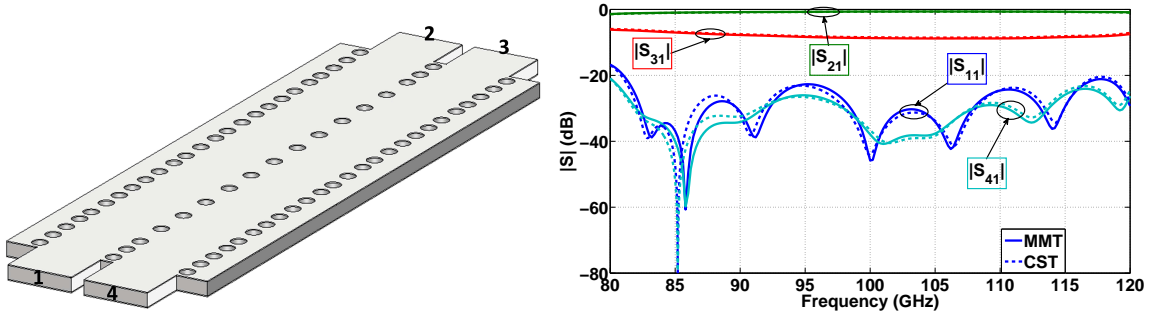 2
3
1
4
|S| (dB)
0
−20
−40
−60
−80
|S31|
|S21|
|S11|
|S41|
MMT
CST
80 85 90 95 100 105 110 115 120
Frequency (GHz)